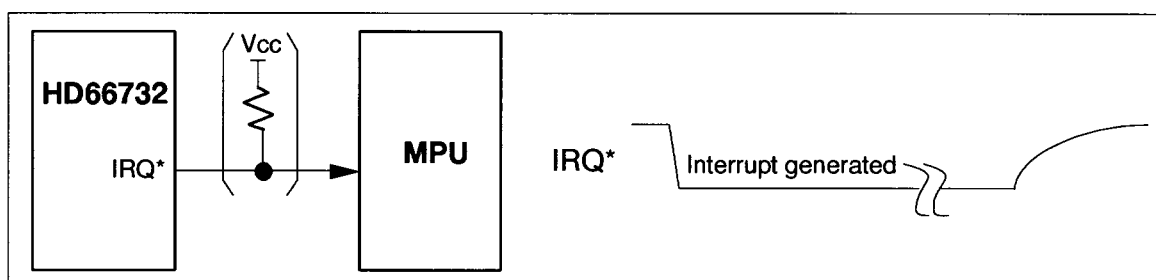 Vcc
HD66732
IRQ*
MPU
IRQ*
Interrupt generated